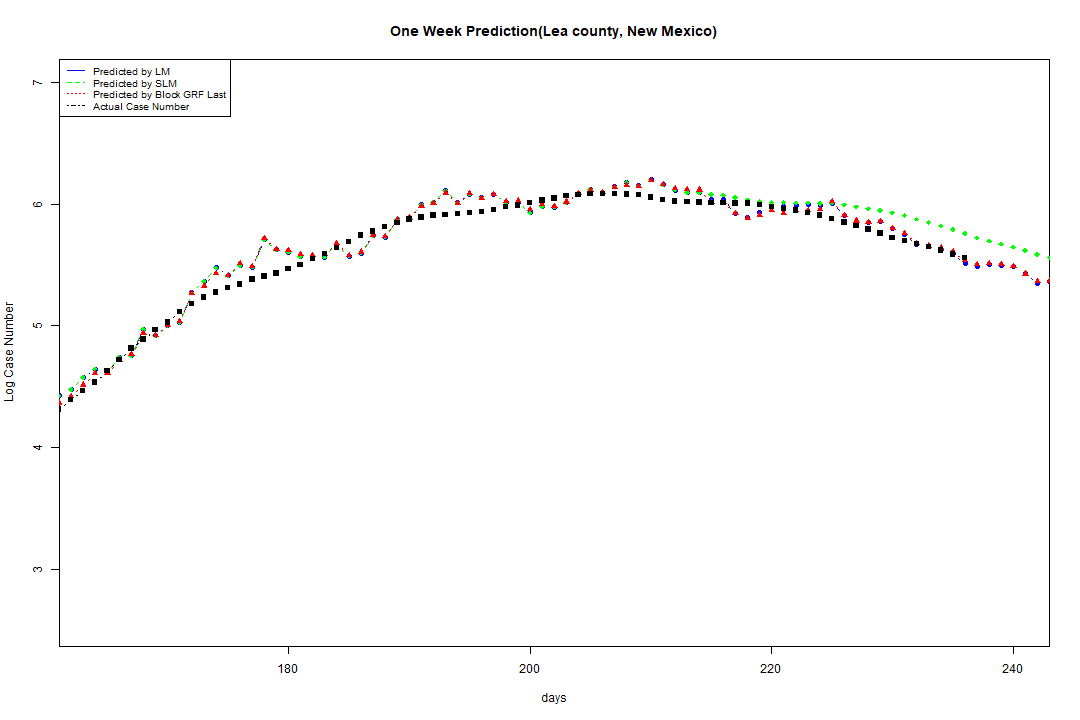 One Week Prediction(Lea county, New Mexico)
Predicted by LM
Predicted by SLM
Predicted by Block GRF Last
Actual Case Number
7
6
5
4
3
Log Case Number
180 200 220 240
days